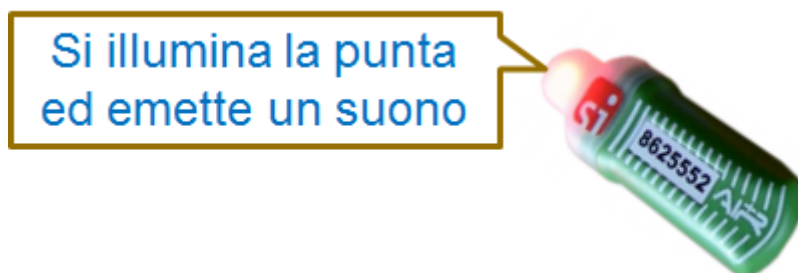 Si illumina la punta
ed emette un suono
si
8625552
AIR